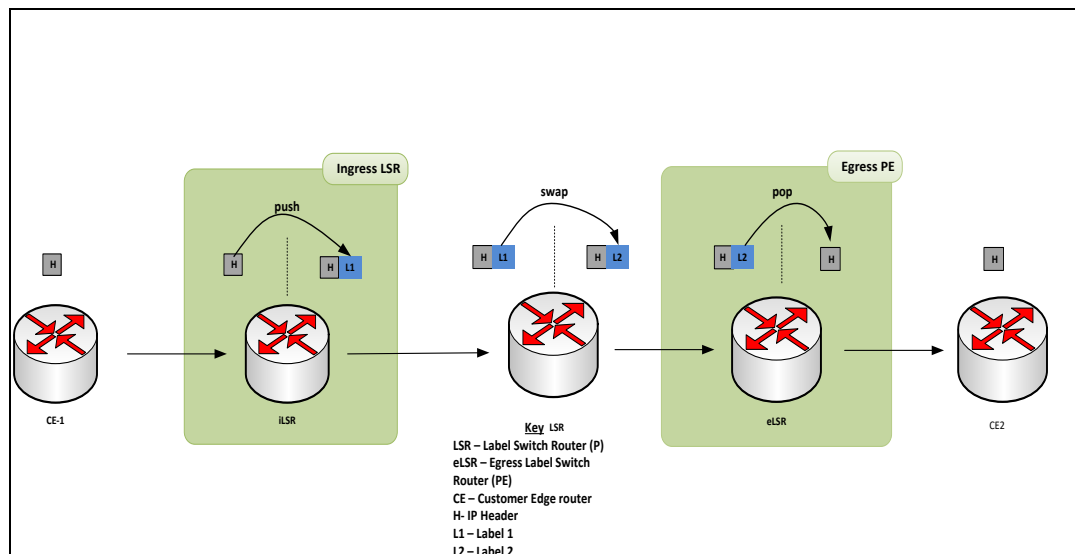 Ingress LSR
Egress PE
push
swap
pop
H
H
H L1
H L1
H L2
H L2
H
H
CE-1
iLSR
Key LSR
eLSR
CE2
LSR – Label Switch Router (P)
eLSR – Egress Label Switch
Router (PE)
CE – Customer Edge router
H- IP Header
L1 – Label 1
L2 – Label 2